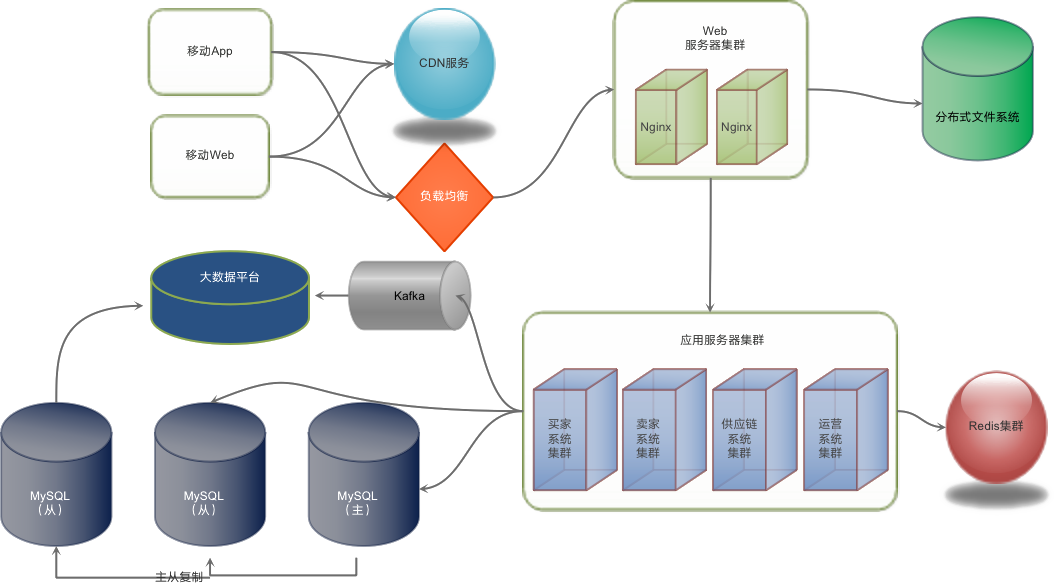 移动App
CDN服务
Web
服务器集群
Nginx
Nginx
分布式文件系统
移动Web
负载均衡
大数据平台
Kafka
应用服务器集群
买家
系统
集群
卖家
系统
集群
供应链
系统
集群
运营
系统
集群
Redis集群
MySQL
（从）
MySQL
（从）
MySQL
（主）
主从复制